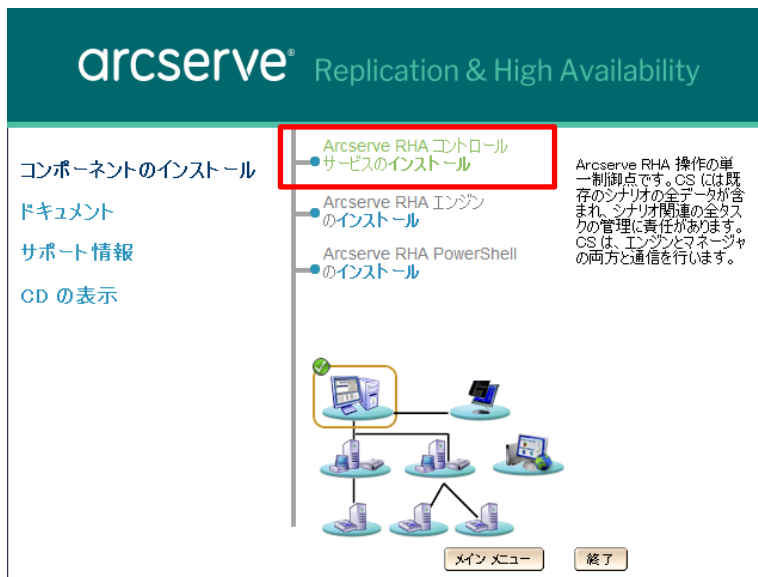 arcserve® Replication & High Availability
コンポーネントのインストール
ドキュメント
サポート情報
CD の表示
Arcserve RHA コントロール
サービスのインストール
Arcserve RHA エンジン
のインストール
Arcserve RHA PowerShell
のインストール
Arcserve RHA 操作の単
一制御点です。CS には既
存のシナリオの全データが含
まれ、シナリオ関連の全タス
クの管理に責任があります。
CS は、エンジンとマネージャ
の両方と通信を行います。
メイン メニュー
終了